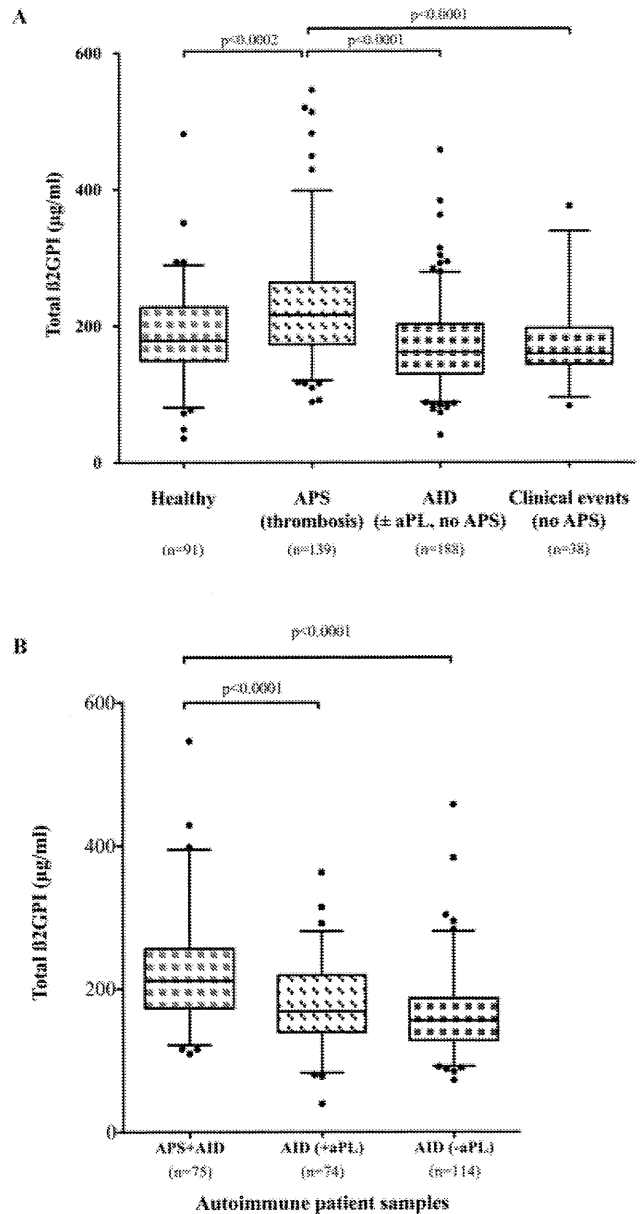 A
p<0.0001
p<0.0002 p<0.0001
600
400
200
0
Total ß2GPI (µg/ml)
Healthy APS AID Clinical events
(thrombosis) (± aPL, no APS) (no APS)
(n=91) (n=139) (n=188) (n=38)
B
p<0.0001
p<0.0001
600
400
200
0
Total ß2GPI (µg/ml)
APS+AID AID (+aPL) AID (-aPL)
(n=75) (n=74) (n=114)
Autoimmune patient samples